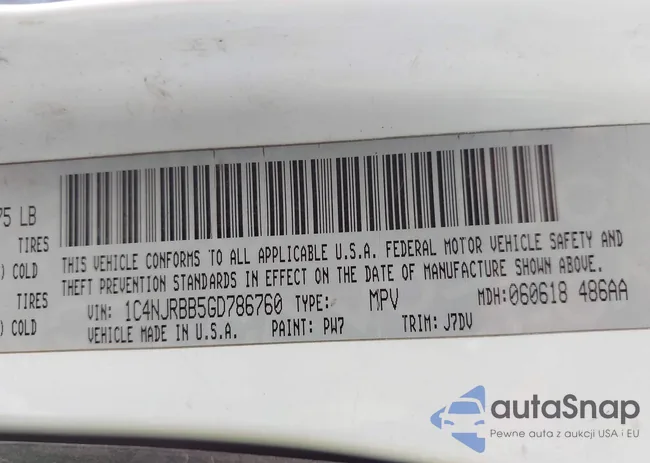 75 LB
TIRES
) COLD
TIRES
) COLD
THIS VEHICLE CONFORMS TO ALL APPLICABLE U.S.A. FEDERAL MOTOR VEHICLE SAFETY AND
THEFT PREVENTION STANDARDS IN EFFECT ON THE DATE OF MANUFACTURE SHOWN ABOVE.
VIN: 1C4NJRBB5GD786760 TYPE: MPV MDH:060618 486AA
VEHICLE MADE IN U.S.A. PAINT: PW7 TRIM: J7DV
autaSnap
Pewne auta z aukcji USA i EU